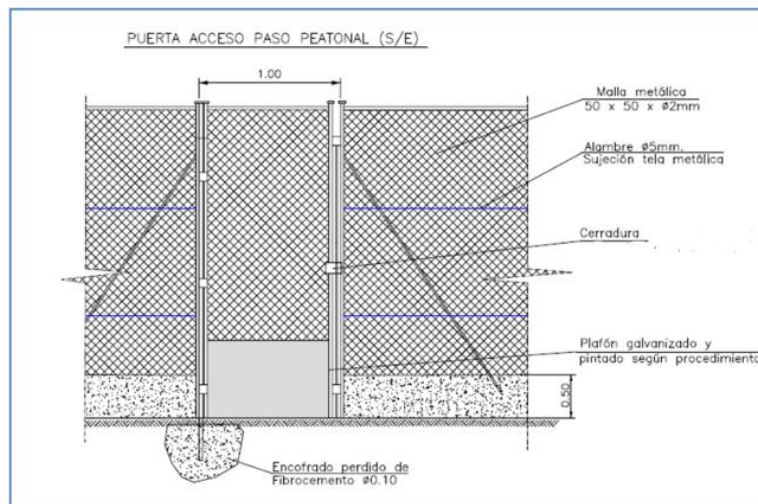 PUERTA ACCESO PASO PEATONAL (S/E)
1.00
Malla metálica
50 x 50 x Ø2mm
Alambre Ø5mm.
Sujeción tela metálica
Cerradura
Plafón galvanizado y
pintado según procedimiento
0.50
Encofrado perdido de
Fibrocemento Ø0.10